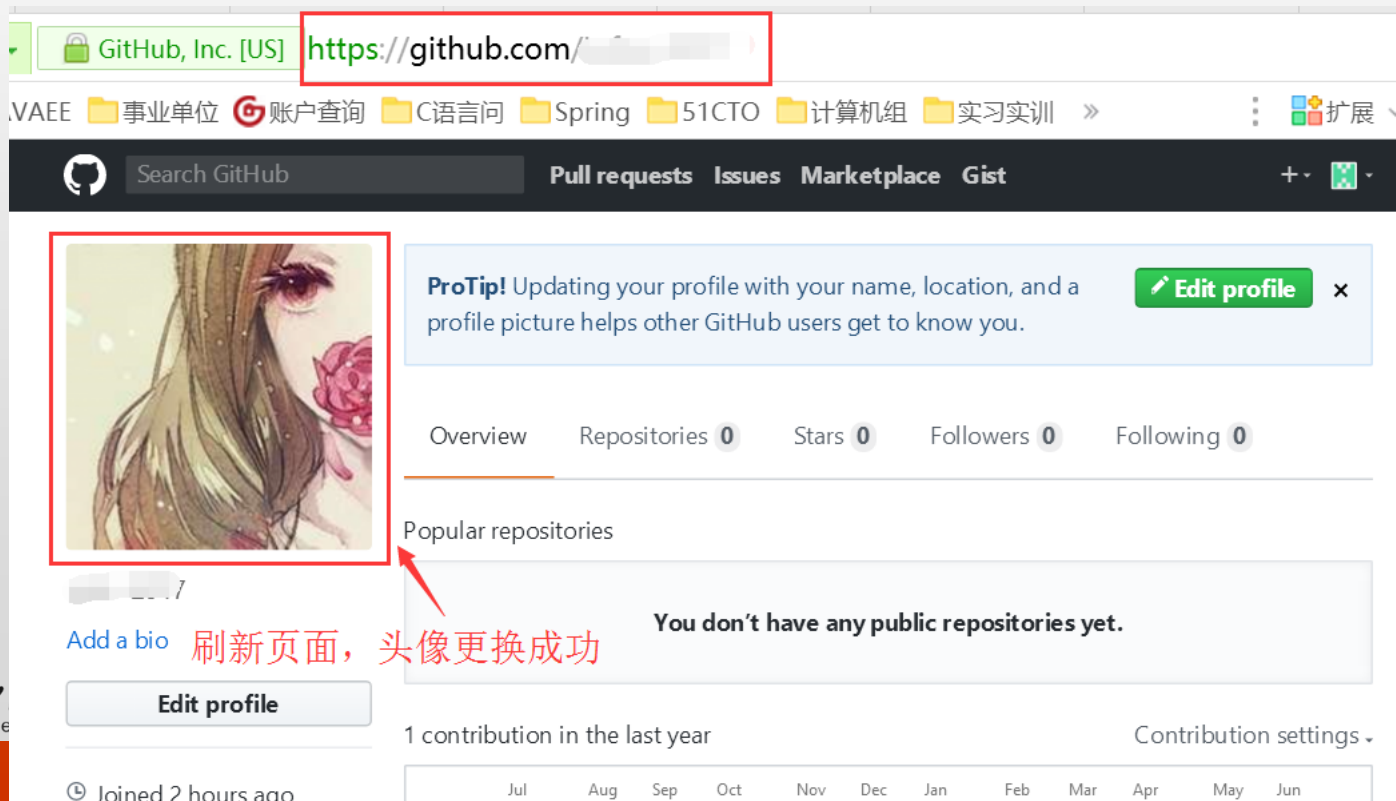 GitHub, Inc. [US] https://github.com/
VAEE 事业单位 账户查询 C语言问 Spring 51CTO 计算机组 实习实训 » 扩展
Search GitHub Pull requests Issues Marketplace Gist
ProTip! Updating your profile with your name, location, and a
profile picture helps other GitHub users get to know you.
Edit profile
Overview Repositories 0 Stars 0 Followers 0 Following 0
Popular repositories
You don’t have any public repositories yet.
Add a bio
刷新页面，头像更换成功
Edit profile
1 contribution in the last year Contribution settings
Joined 2 hours ago
Jul Aug Sep Oct Nov Dec Jan Feb Mar Apr May Jun